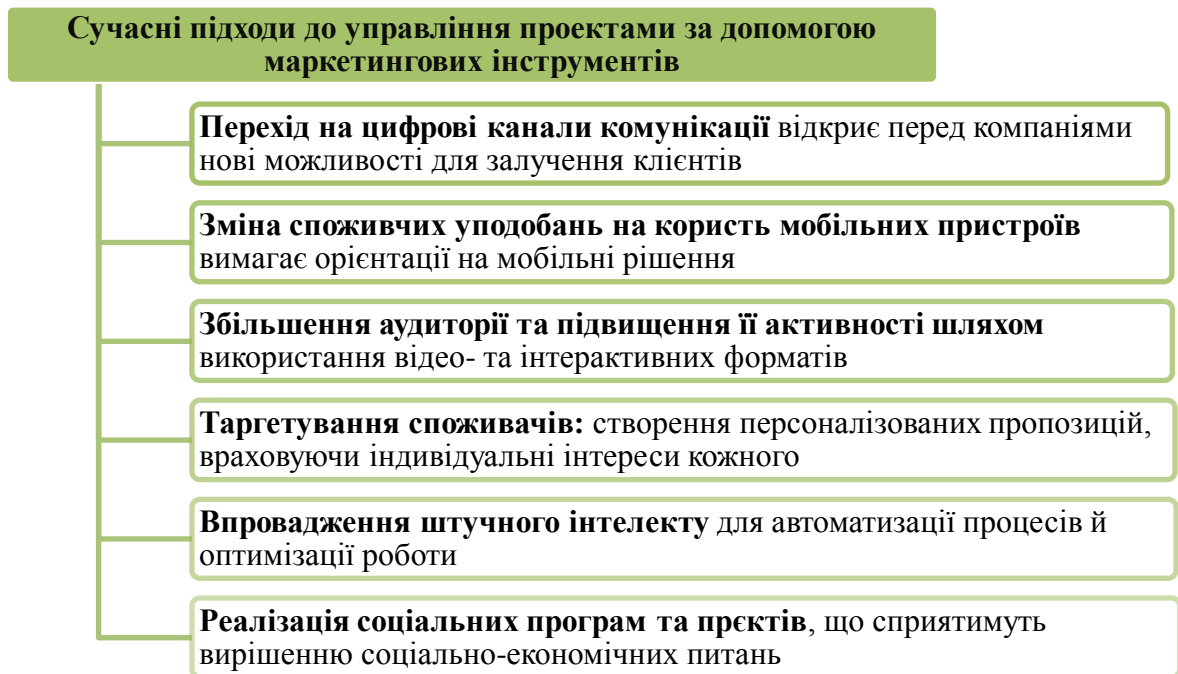 Сучасні підходи до управління проектами за допомогою
маркетингових інструментів
Перехід на цифрові канали комунікації відкриє перед компаніями
нові можливості для залучення клієнтів
Зміна споживчих уподобань на користь мобільних пристроїв
вимагає орієнтації на мобільні рішення
Збільшення аудиторії та підвищення її активності шляхом
використання відео- та інтерактивних форматів
Таргетування споживачів: створення персоналізованих пропозицій,
враховуючи індивідуальні інтереси кожного
Впровадження штучного інтелекту для автоматизації процесів й
оптимізації роботи
Реалізація соціальних програм та прєктів, що сприятимуть
вирішенню соціально-економічних питань